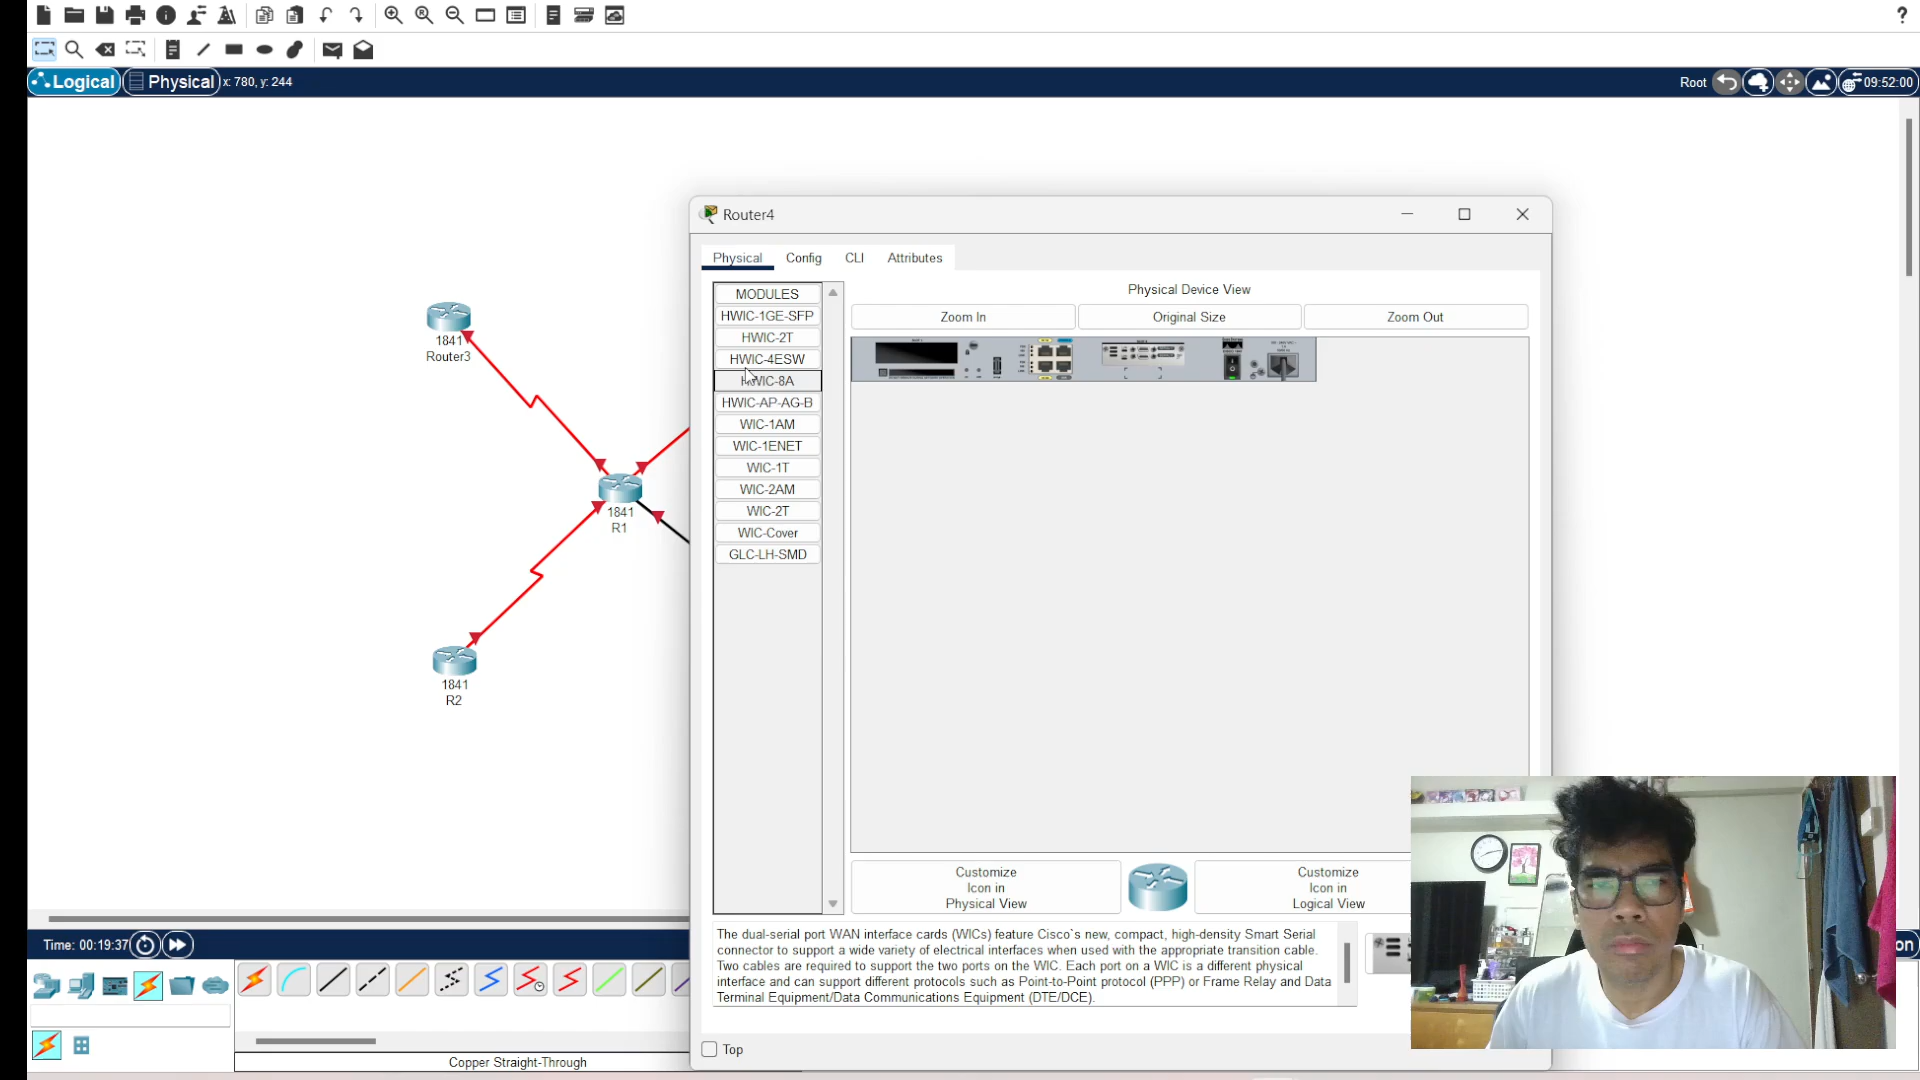 ?
Logical
Physical
x: 780, y: 244
Root
09:52:00
Router4
Physical
Config
CLI
Attributes
MODULES
HWIC-1GE-SFP
HWIC-2T
HWIC-4ESW
HWIC-8A
HWIC-AP-AG-B
WIC-1AM
WIC-1ENET
WIC-1T
WIC-2AM
WIC-2T
WIC-Cover
GLC-LH-SMD
Physical Device View
Zoom In
Original Size
Zoom Out
1841
Router3
1841
R1
1841
R2
Customize
Icon in
Physical View
Customize
Icon in
Logical View
The dual-serial port WAN interface cards (WICs) feature Cisco`s new, compact, high-density Smart Serial
connector to support a wide variety of electrical interfaces when used with the appropriate transition cable.
Two cables are required to support the two ports on the WIC. Each port on a WIC is a different physical
interface and can support different protocols such as Point-to-Point protocol (PPP) or Frame Relay and Data
Terminal Equipment/Data Communications Equipment (DTE/DCE).
Top
Time: 00:19:37
on
Copper Straight-Through